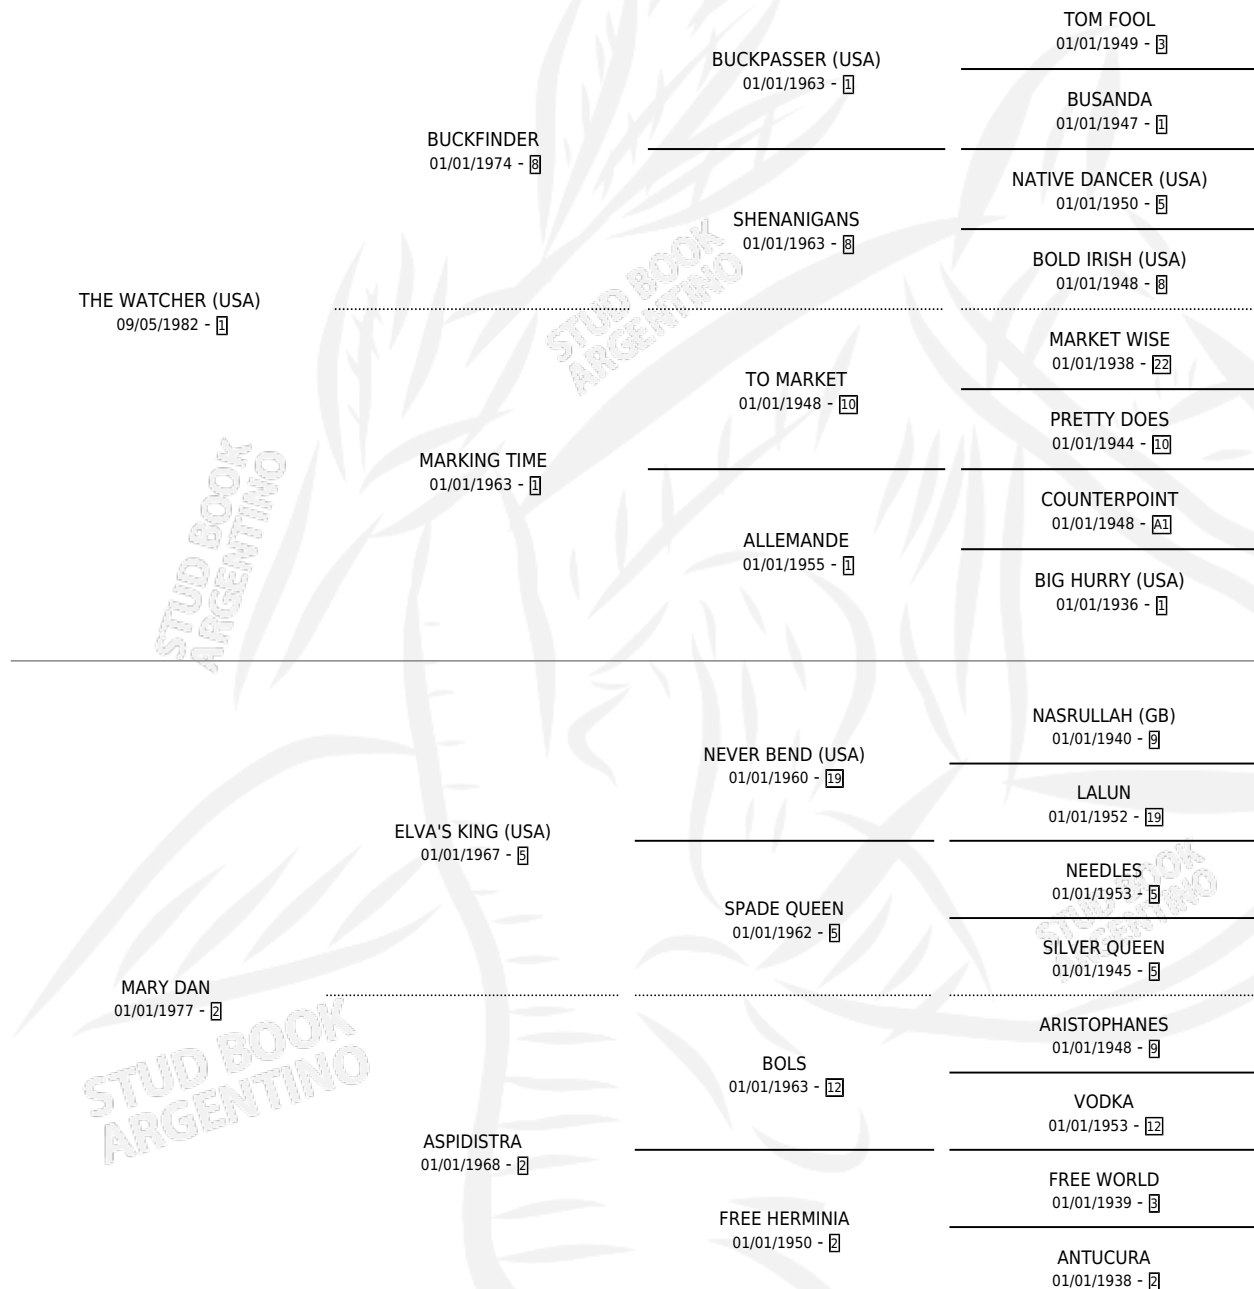 TOM FOOL
01/01/1949 - 3
BUCKPASSER (USA)
01/01/1963 - 1
BUSANDA
01/01/1947 - 1
BUCKFINDER
01/01/1974 - 8
NATIVE DANCER (USA)
01/01/1950 - 5
SHENANIGANS
01/01/1963 - 8
BOLD IRISH (USA)
01/01/1948 - 8
THE WATCHER (USA)
09/05/1982 - 1
STUD BOOK
ARGENTINO
MARKET WISE
01/01/1938 - 22
TO MARKET
01/01/1948 - 10
PRETTY DOES
01/01/1944 - 10
MARKING TIME
01/01/1963 - 1
COUNTERPOINT
01/01/1948 - A1
ALLEMANDE
01/01/1955 - 1
BIG HURRY (USA)
01/01/1936 - 1
STUD BOOK
ARGENTINO
NASRULLAH (GB)
01/01/1940 - 9
NEVER BEND (USA)
01/01/1960 - 19
LALUN
01/01/1952 - 19
ELVA'S KING (USA)
01/01/1967 - 5
NEEDLES
01/01/1953 - 5
SPADE QUEEN
01/01/1962 - 5
STUD BOOK
ARGENTINO
SILVER QUEEN
01/01/1945 - 5
MARY DAN
01/01/1977 - 2
STUD BOOK
ARGENTINO
ARISTOPHANES
01/01/1948 - 9
BOLS
01/01/1963 - 12
VODKA
01/01/1953 - 12
ASPIDISTRA
01/01/1968 - 2
FREE WORLD
01/01/1939 - 3
FREE HERMINIA
01/01/1950 - 2
ANTUCURA
01/01/1938 - 2